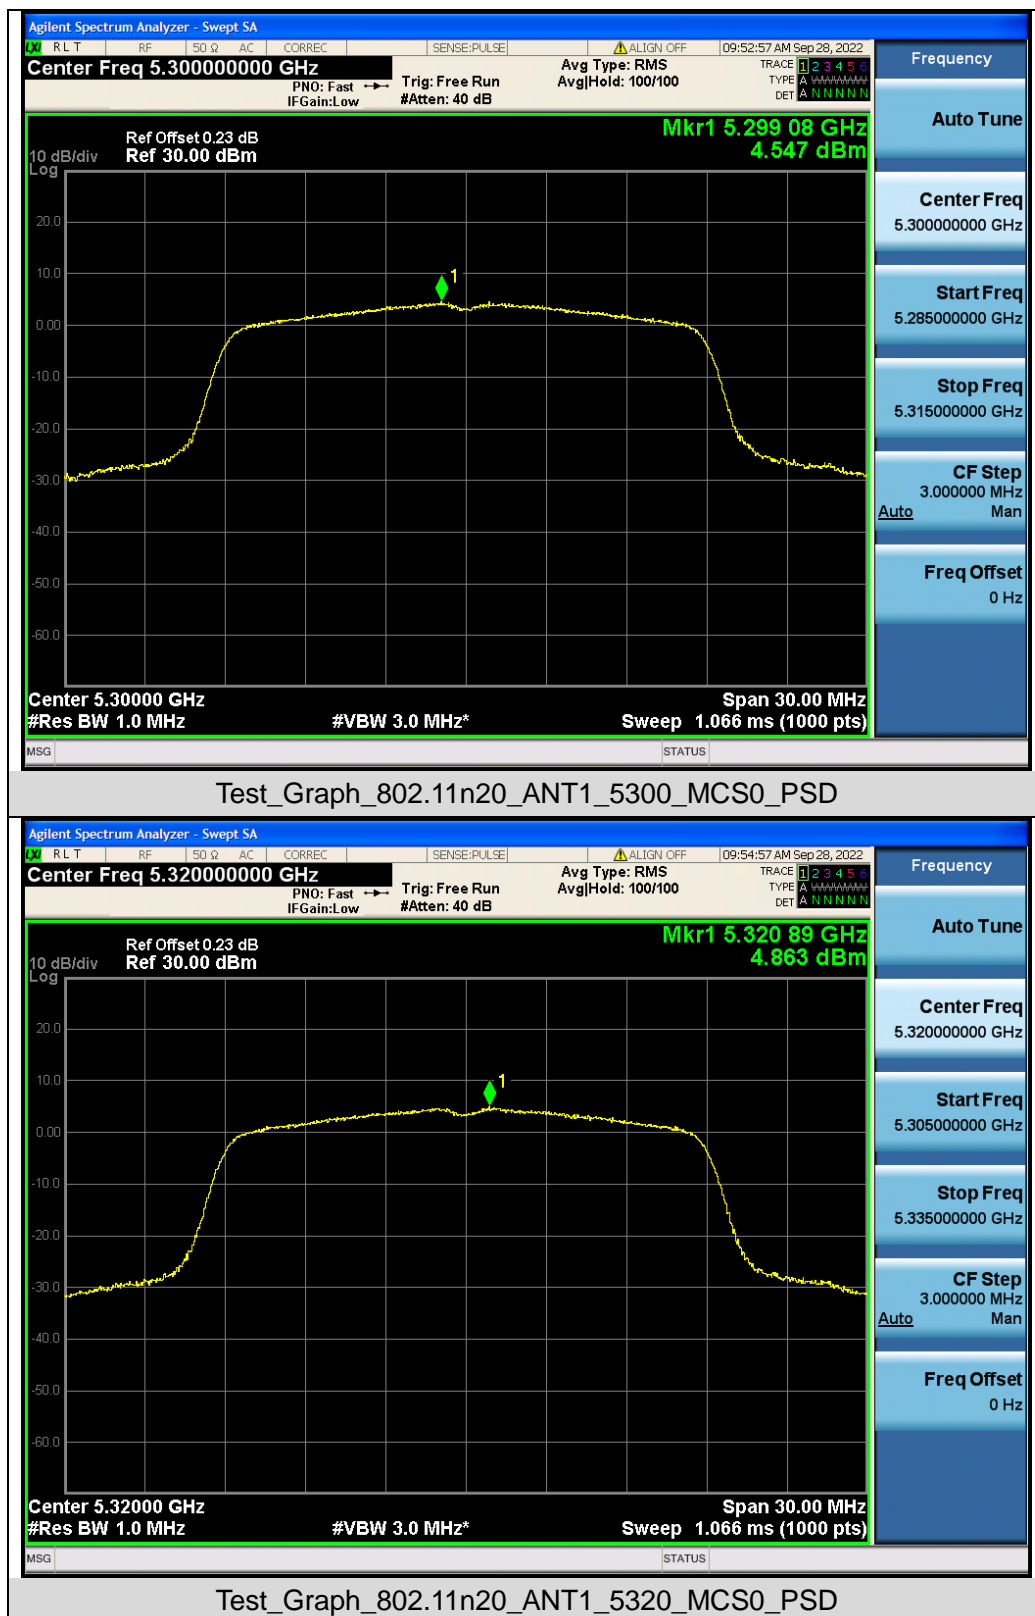 Agilent Spectrum Analyzer - Swept SA
LXI RLT RF 50 Ω AC CORREC SENSE:PULSE ALIGN OFF 09:52:57 AM Sep 28, 2022
Center Freq 5.300000000 GHz
PNO: Fast
IFGain:Low
Trig: Free Run
#Atten: 40 dB
Avg Type: RMS
Avg|Hold: 100/100
TRACE 1 2 3 4 5 6
TYPE A WWWWW
DET A N N N N N
Mkr1 5.299 08 GHz
4.547 dBm
Ref Offset 0.23 dB
10 dB/div Ref 30.00 dBm
Log
1
20.0
10.0
0.00
-10.0
-20.0
-30.0
-40.0
-50.0
-60.0
Center 5.30000 GHz Span 30.00 MHz
#Res BW 1.0 MHz #VBW 3.0 MHz* Sweep 1.066 ms (1000 pts)
MSG STATUS
Frequency
Auto Tune
Center Freq
5.300000000 GHz
Start Freq
5.285000000 GHz
Stop Freq
5.315000000 GHz
CF Step
3.000000 MHz
Auto Man
Freq Offset
0 Hz
Test_Graph_802.11n20_ANT1_5300_MCS0_PSD
Agilent Spectrum Analyzer - Swept SA
LXI RLT RF 50 Ω AC CORREC SENSE:PULSE ALIGN OFF 09:54:57 AM Sep 28, 2022
Center Freq 5.320000000 GHz
PNO: Fast
IFGain:Low
Trig: Free Run
#Atten: 40 dB
Avg Type: RMS
Avg|Hold: 100/100
TRACE 1 2 3 4 5 6
TYPE A WWWWW
DET A N N N N N
Mkr1 5.320 89 GHz
4.863 dBm
Ref Offset 0.23 dB
10 dB/div Ref 30.00 dBm
Log
1
20.0
10.0
0.00
-10.0
-20.0
-30.0
-40.0
-50.0
-60.0
Center 5.32000 GHz Span 30.00 MHz
#Res BW 1.0 MHz #VBW 3.0 MHz* Sweep 1.066 ms (1000 pts)
MSG STATUS
Frequency
Auto Tune
Center Freq
5.320000000 GHz
Start Freq
5.305000000 GHz
Stop Freq
5.335000000 GHz
CF Step
3.000000 MHz
Auto Man
Freq Offset
0 Hz
Test_Graph_802.11n20_ANT1_5320_MCS0_PSD